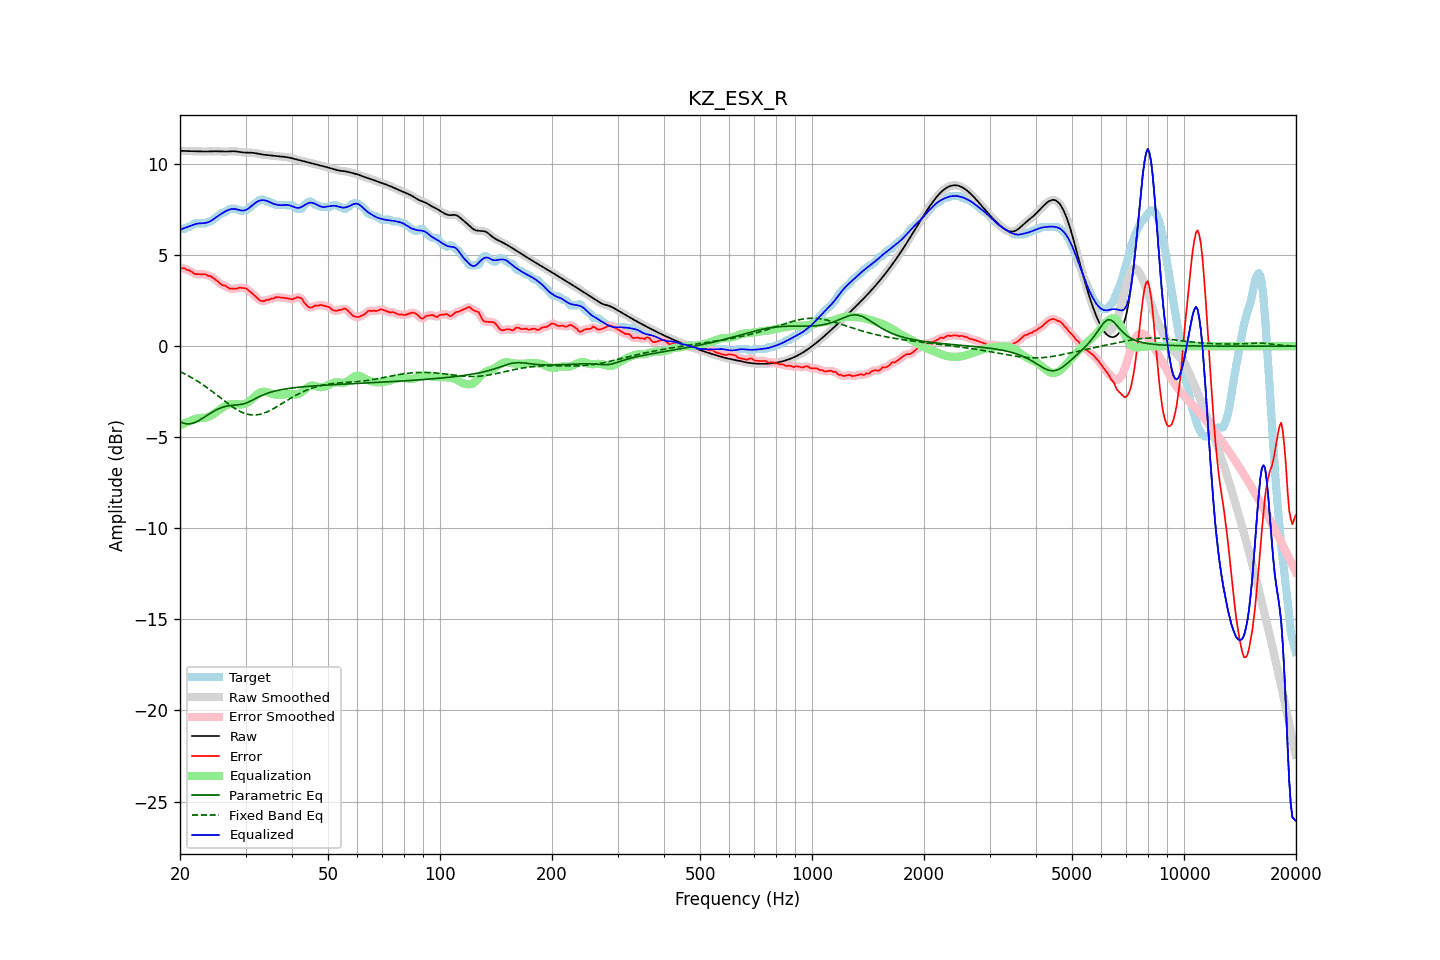 KZ_ESX_R
10
5
0
−5
−10
−15
−20
−25
Amplitude (dBr)
Target
Raw Smoothed
Error Smoothed
Raw
Error
Equalization
Parametric Eq
Fixed Band Eq
Equalized
20 50 100 200 500 1000 2000 5000 10000 20000
Frequency (Hz)